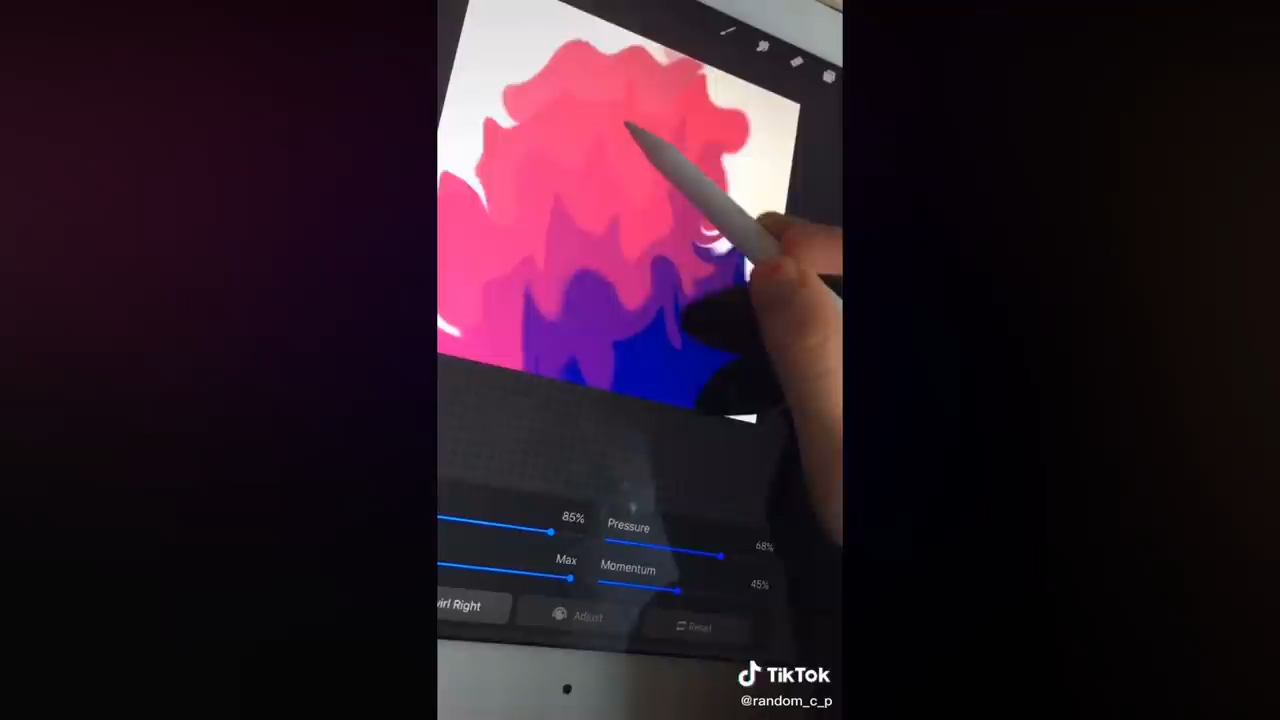 85%
Pressure
68%
Max
Momentum
45%
irl Right
Adjust
Reset
TikTok
@random_c_p